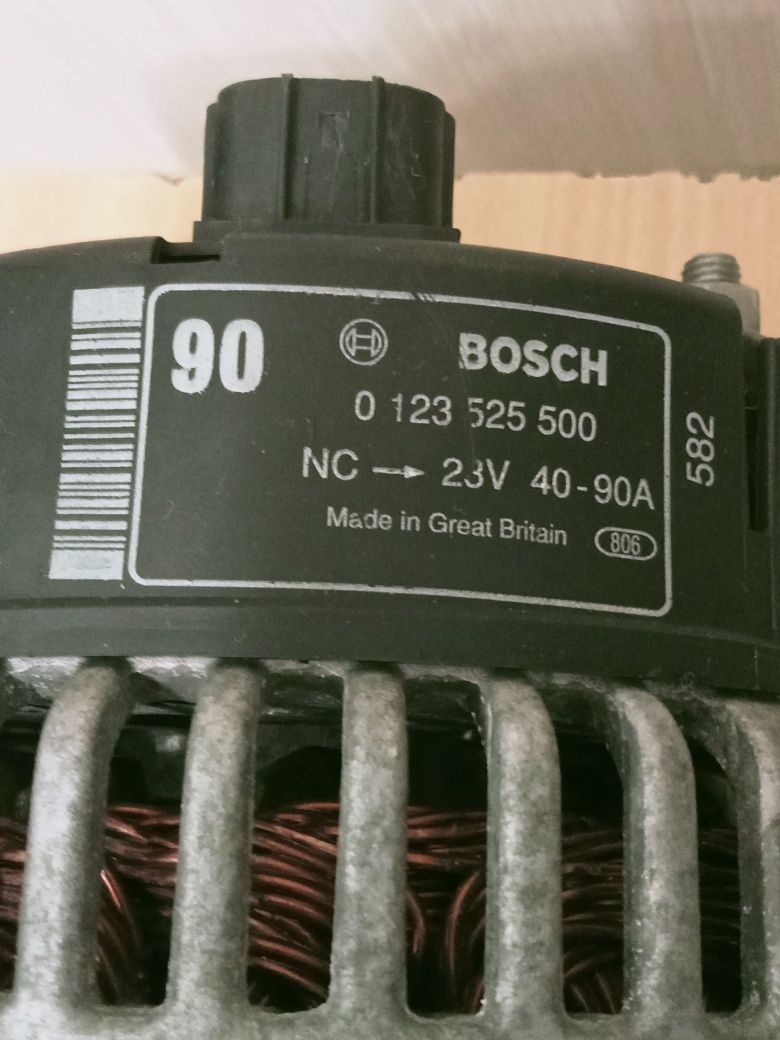 90
BOSCH
0 123 525 500
NC → 28V 40-90A
Made in Great Britain 806
582